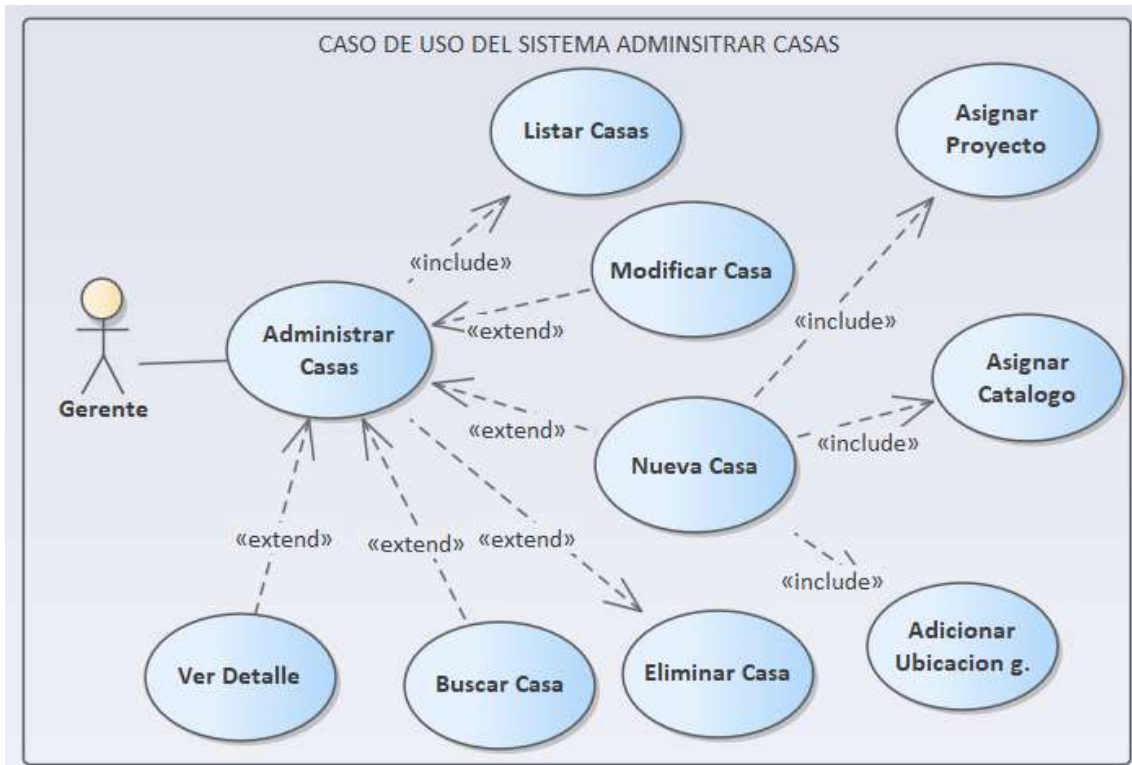 CASO DE USO DEL SISTEMA ADMINSITRAR CASAS
Listar Casas
Asignar
Proyecto
«include»
Modificar Casa
Administrar
Casas
«extend»
«include»
Gerente
Asignar
Catalogo
«extend»
«include»
Nueva Casa
«extend»
«extend»
«extend»
«include»
Ver Detalle
Buscar Casa
Eliminar Casa
Adicionar
Ubicacion g.